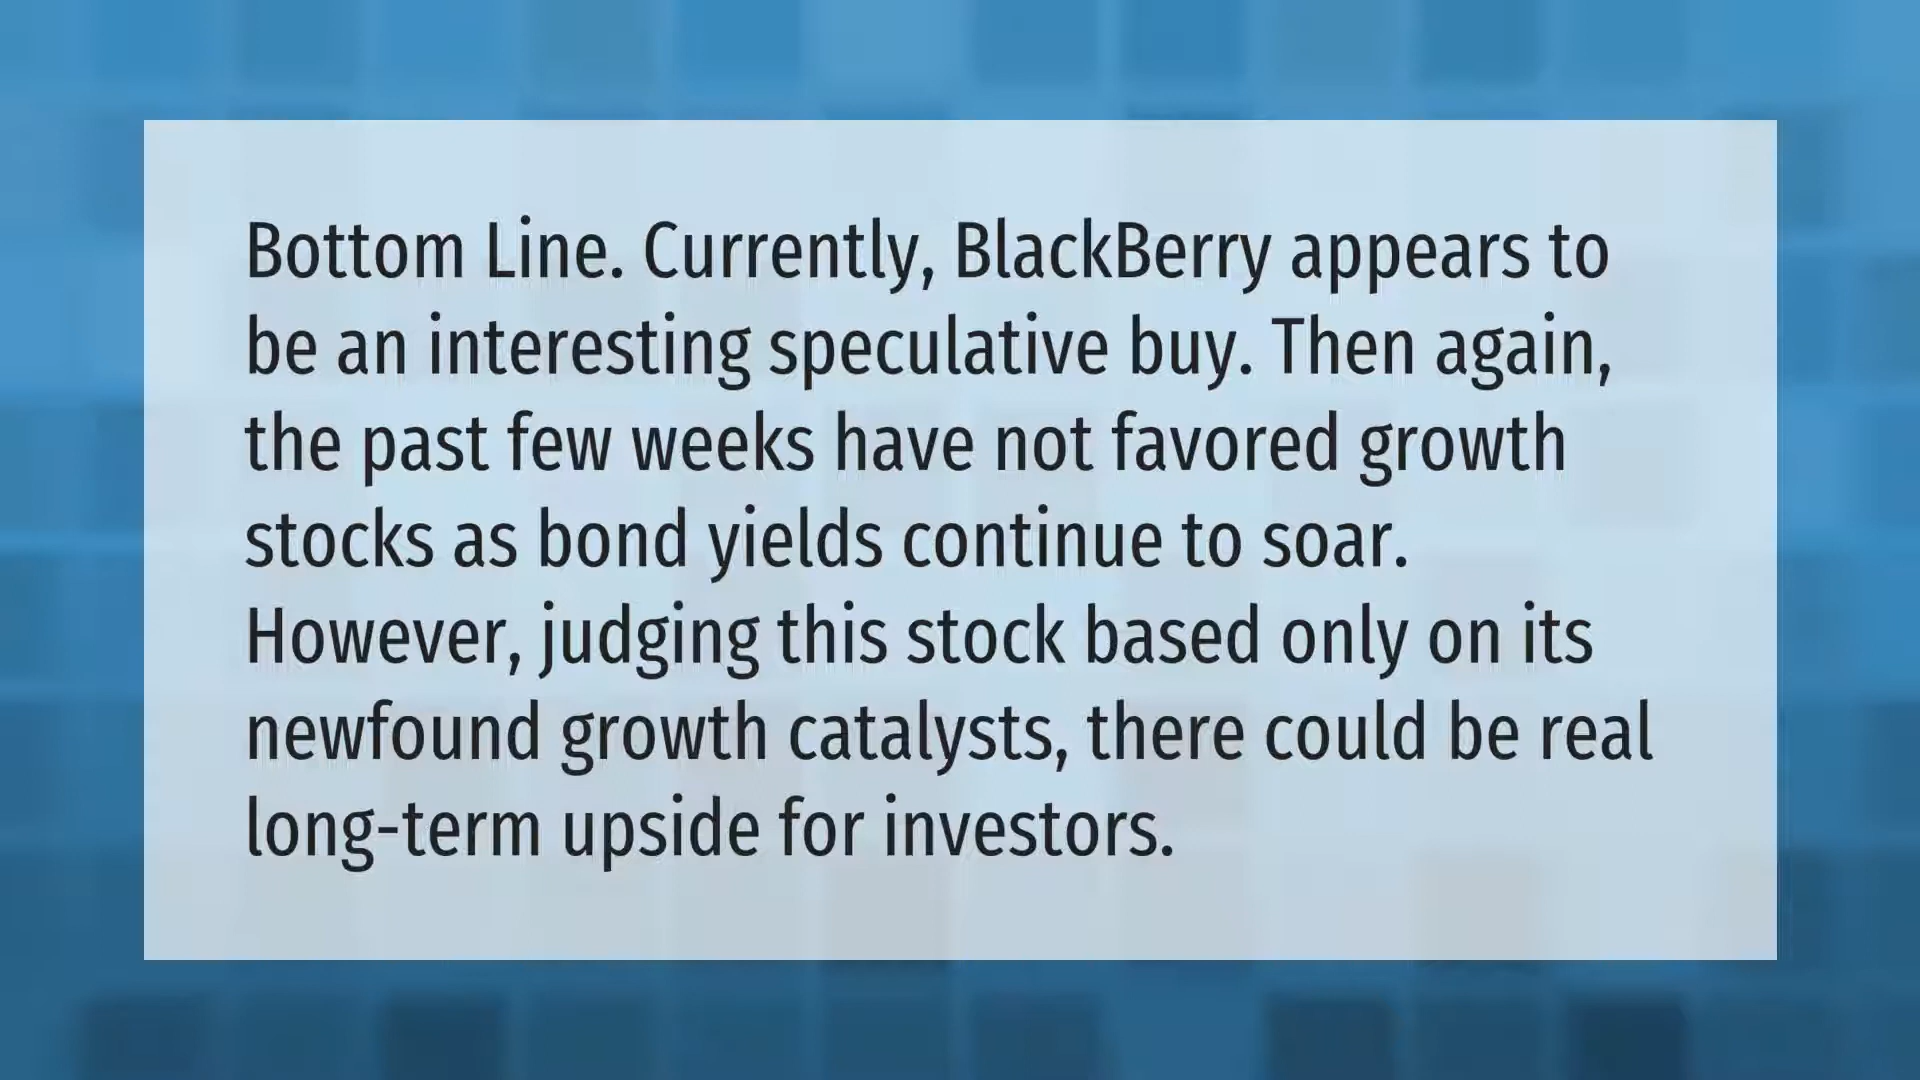 Bottom Line. Currently, BlackBerry appears to
be an interesting speculative buy. Then again,
the past few weeks have not favored growth
stocks as bond yields continue to soar.
However, judging this stock based only on its
newfound growth catalysts, there could be real
long-term upside for investors.